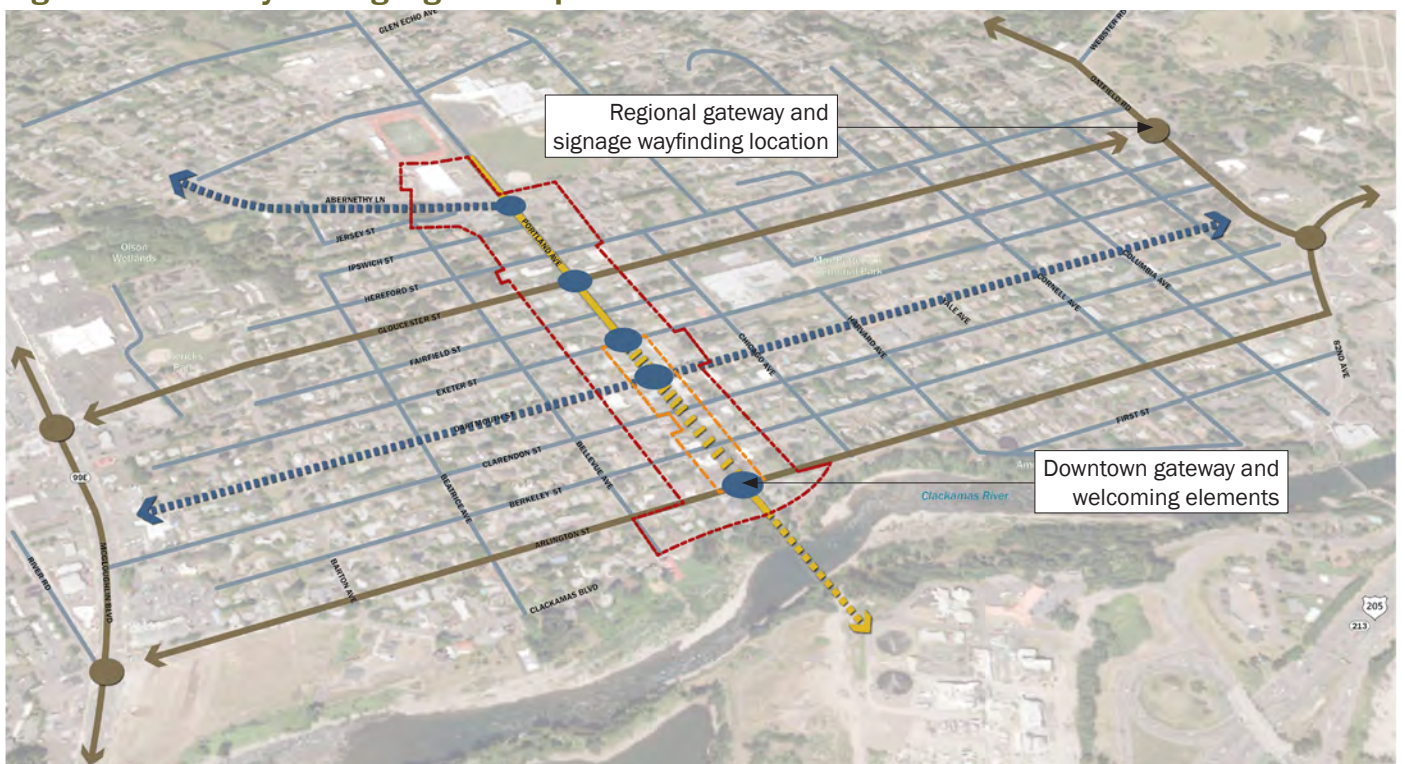 GLEN ECHO AVE
WEBSTER RD
OATFIELD RD
Regional gateway and
signage wayfinding location
ABERNETHY LN
PORTLAND AVE
JERSEY ST
Olson
Wetlands
IPSWICH ST
HEREFORD ST
GLOUCESTER ST
FAIRFIELD ST
EXETER ST
DARTMOUTH ST
CLARENDON ST
BERKELEY ST
ARLINGTON ST
CLACKAMAS BLVD
BEATRICE AVE
BELLEVUE AVE
BARTON AVE
CHICAGO AVE
HARVARD AVE
YALE AVE
CORNELL AVE
COLUMBIA AVE
82ND AVE
FIRST ST
Clackamas River
Downtown gateway and
welcoming elements
99E
RIVER RD
MCGLOUGHLIN BLVD
205
213